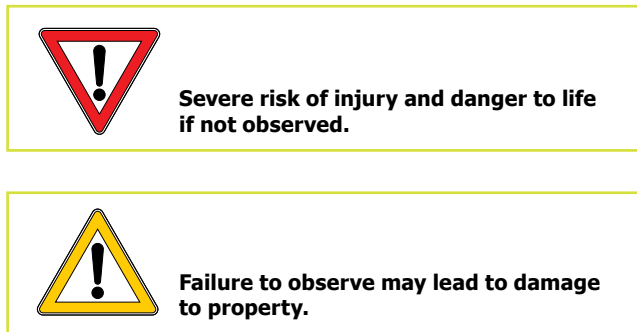 Severe risk of injury and danger to life
if not observed.
Failure to observe may lead to damage
to property.